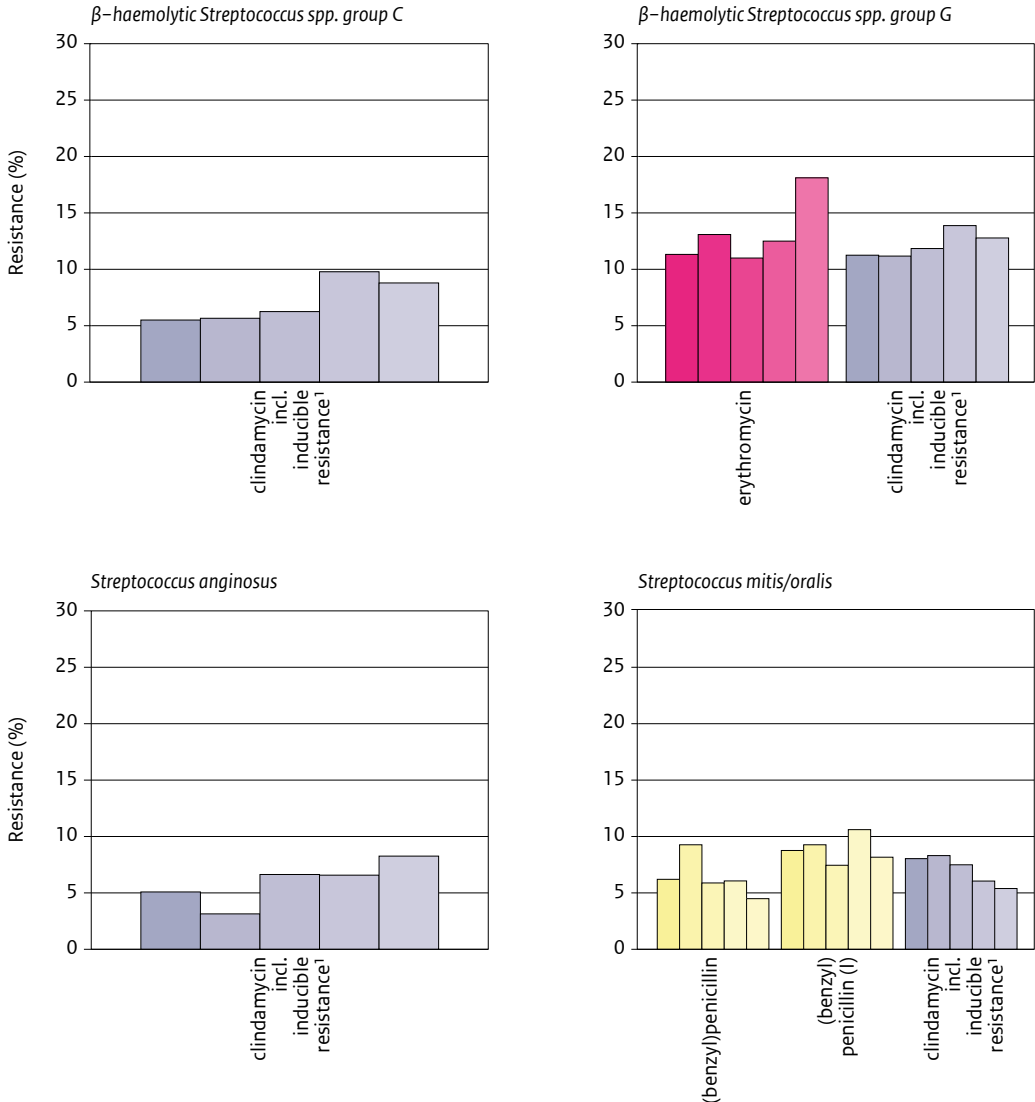 β–haemolytic Streptococcus spp. group C
30
25
20
15
10
5
0
Resistance (%)
clindamycin
incl.
inducible
resistance¹
β–haemolytic Streptococcus spp. group G
30
25
20
15
10
5
0
erythromycin
clindamycin
incl.
inducible
resistance¹
Streptococcus anginosus
30
25
20
15
10
5
0
Resistance (%)
clindamycin
incl.
inducible
resistance¹
Streptococcus mitis/oralis
30
25
20
15
10
5
0
(benzyl)penicillin
(benzyl)
penicillin (I)
clindamycin
incl.
inducible
resistance¹